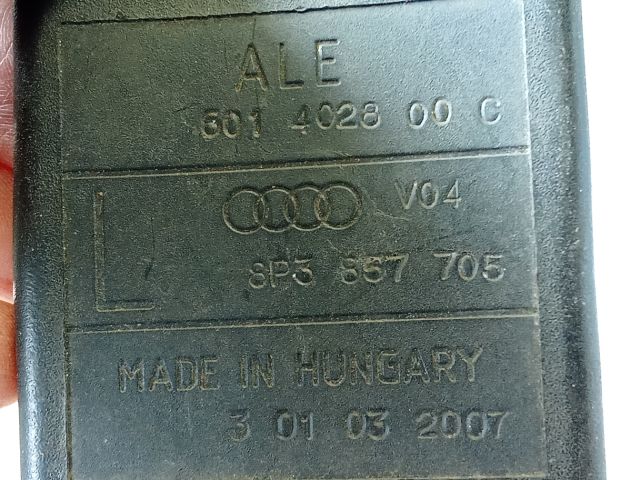 ALE
601 4028 00 C
V04
L
8P3 857 705
MADE IN HUNGARY
3 01 03 2007